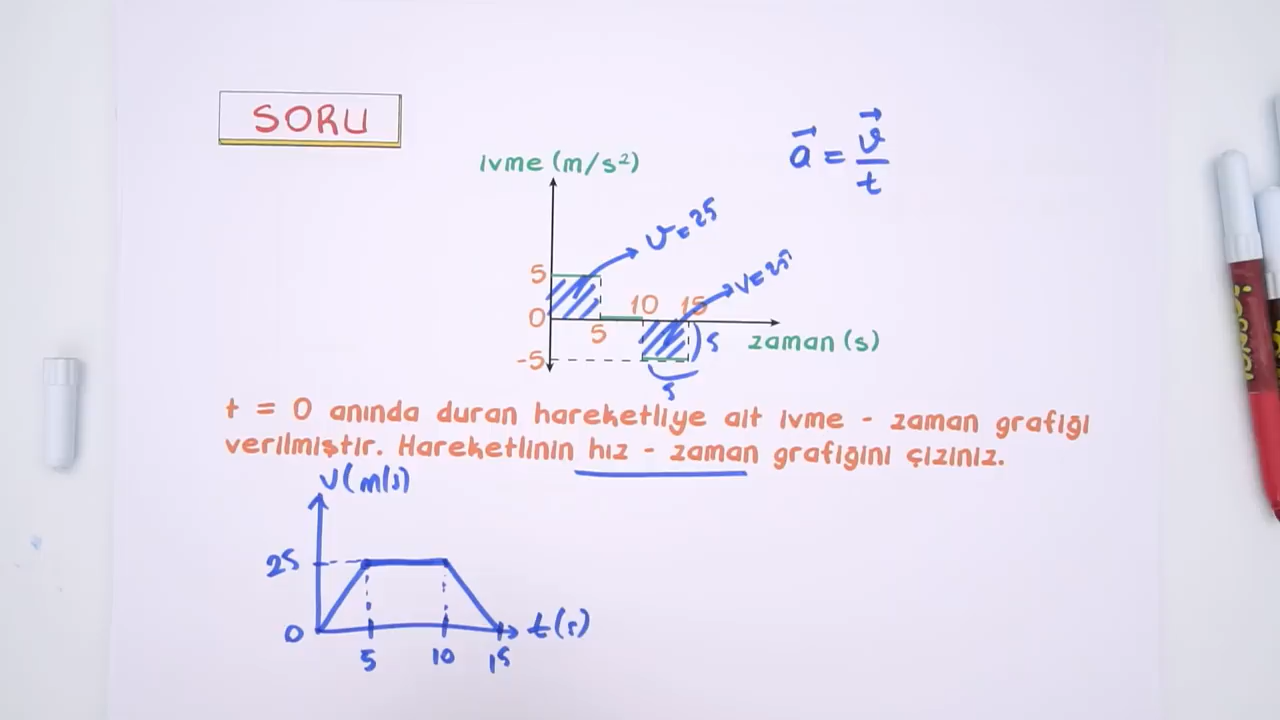 SORU
a = v / t
ivme (m/s²)
v = 25
v = 25
5
10 15
0
5
5
zaman (s)
-5
5
t = 0 anında duran hareketliye ait ivme - zaman grafiği
verilmiştir. Hareketlinin hız - zaman grafiğini çiziniz.
v(m/s)
25
0
t(s)
5 10 15